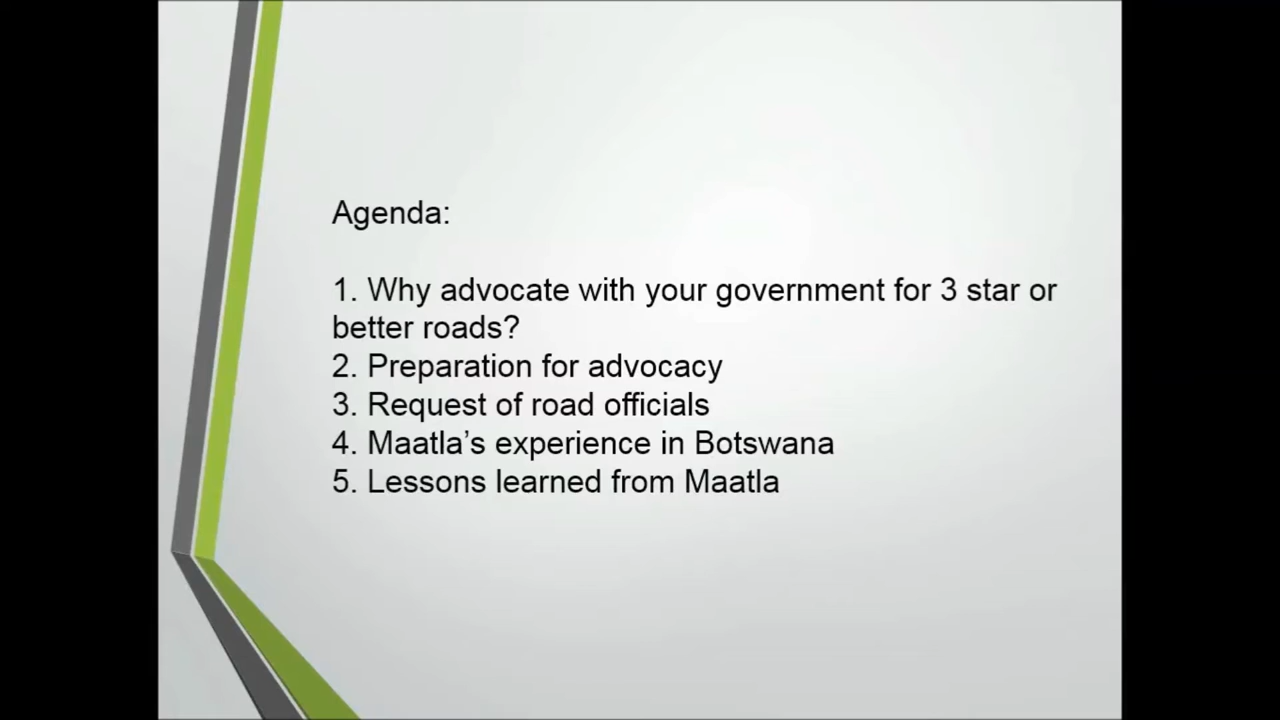 Agenda:
1. Why advocate with your government for 3 star or
better roads?
2. Preparation for advocacy
3. Request of road officials
4. Maatla’s experience in Botswana
5. Lessons learned from Maatla